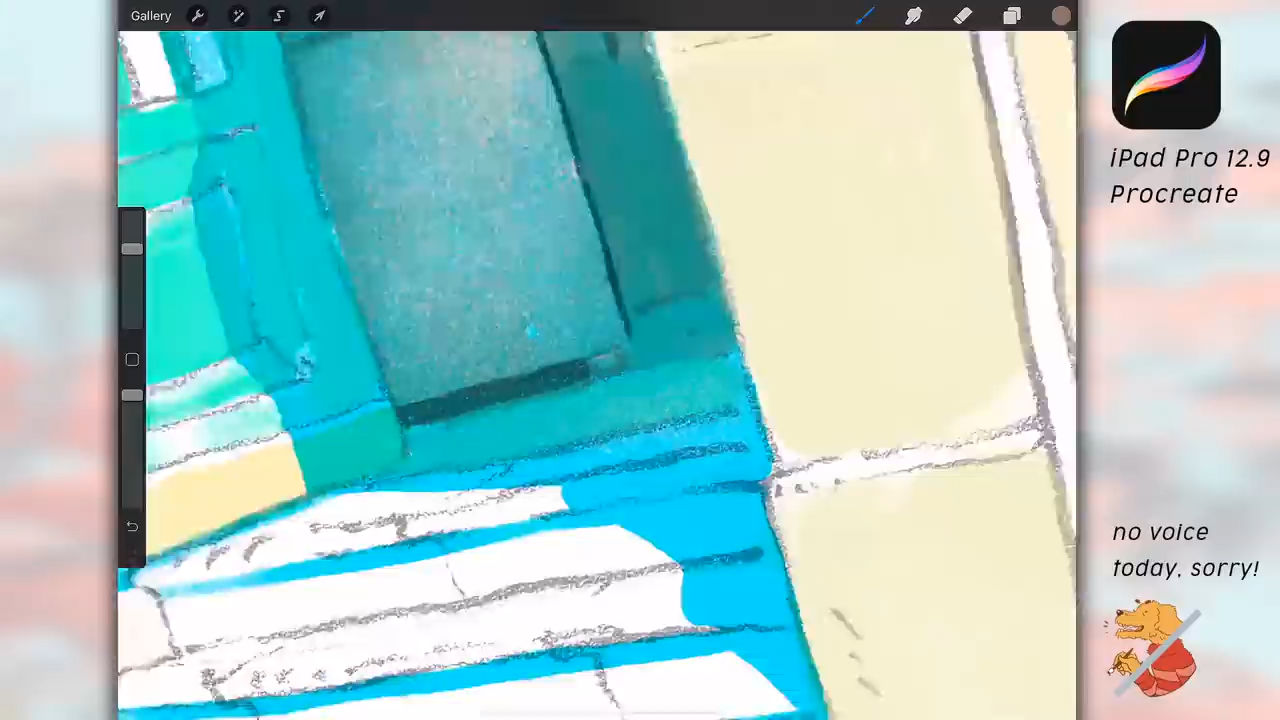 Gallery
iPad Pro 12.9
Procreate
no voice
today, sorry!